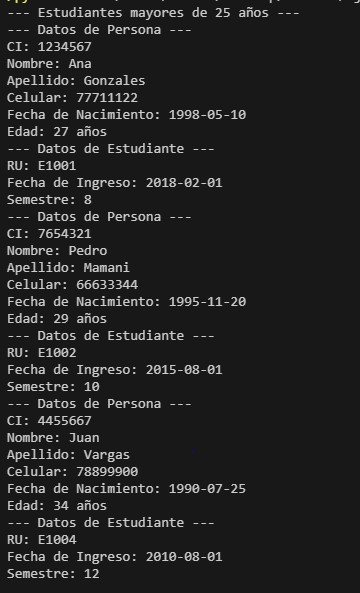 --- Estudiantes mayores de 25 años ---
--- Datos de Persona ---
CI: 1234567
Nombre: Ana
Apellido: Gonzales
Celular: 77711122
Fecha de Nacimiento: 1998-05-10
Edad: 27 años
--- Datos de Estudiante ---
RU: E1001
Fecha de Ingreso: 2018-02-01
Semestre: 8
--- Datos de Persona ---
CI: 7654321
Nombre: Pedro
Apellido: Mamani
Celular: 66633344
Fecha de Nacimiento: 1995-11-20
Edad: 29 años
--- Datos de Estudiante ---
RU: E1002
Fecha de Ingreso: 2015-08-01
Semestre: 10
--- Datos de Persona ---
CI: 4455667
Nombre: Juan
Apellido: Vargas
Celular: 78899900
Fecha de Nacimiento: 1990-07-25
Edad: 34 años
--- Datos de Estudiante ---
RU: E1004
Fecha de Ingreso: 2010-08-01
Semestre: 12